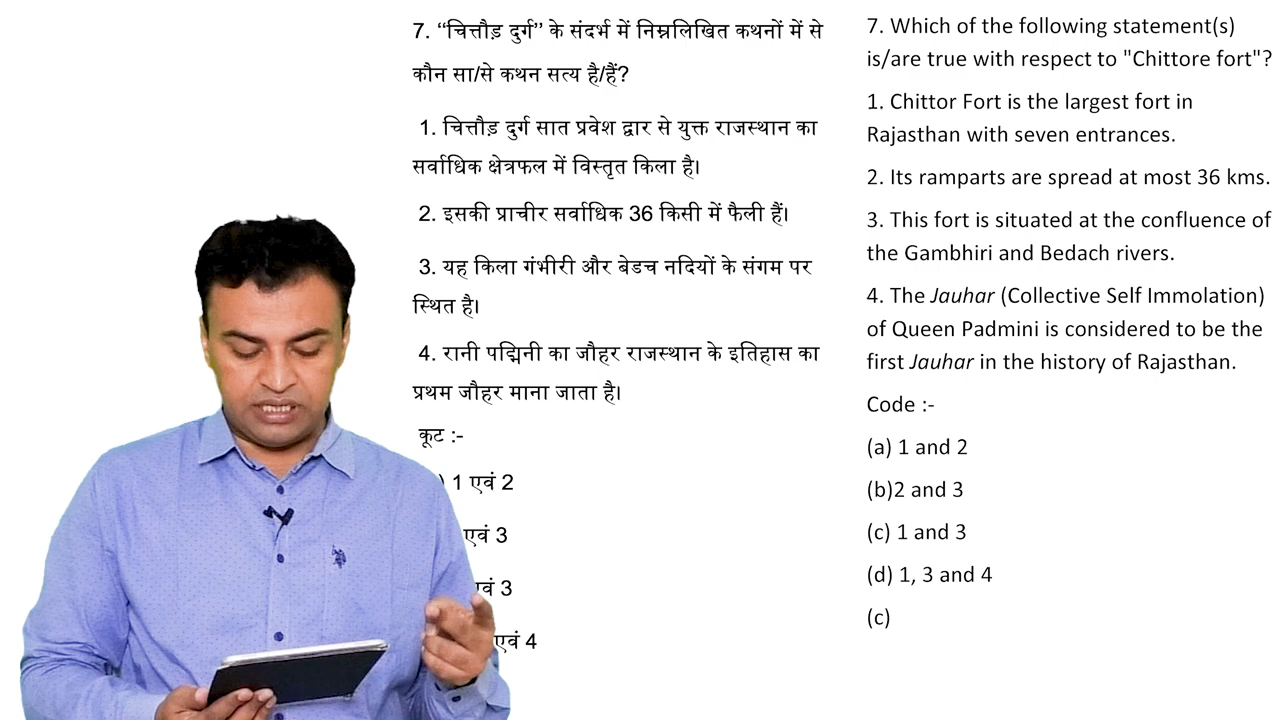 7. “चित्तौड़ दुर्ग” के संदर्भ में निम्नलिखित कथनों में से
कौन सा/से कथन सत्य है/हैं?
1. चित्तौड़ दुर्ग सात प्रवेश द्वार से युक्त राजस्थान का
सर्वाधिक क्षेत्रफल में विस्तृत किला है।
2. इसकी प्राचीर सर्वाधिक 36 किसी में फैली हैं।
3. यह किला गंभीरी और बेडच नदियों के संगम पर
स्थित है।
4. रानी पद्मिनी का जौहर राजस्थान के इतिहास का
प्रथम जौहर माना जाता है।
कूट :-
) 1 एवं 2
एवं 3
एवं 3
एवं 4
7. Which of the following statement(s)
is/are true with respect to "Chittore fort"?
1. Chittor Fort is the largest fort in
Rajasthan with seven entrances.
2. Its ramparts are spread at most 36 kms.
3. This fort is situated at the confluence of
the Gambhiri and Bedach rivers.
4. The Jauhar (Collective Self Immolation)
of Queen Padmini is considered to be the
first Jauhar in the history of Rajasthan.
Code :-
(a) 1 and 2
(b)2 and 3
(c) 1 and 3
(d) 1, 3 and 4
(c)